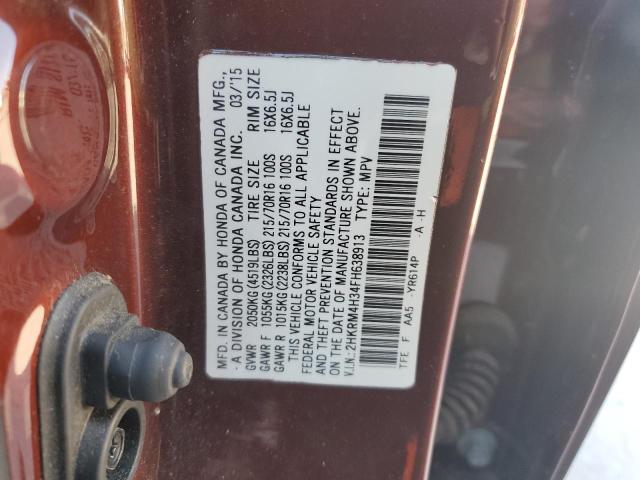 MFD. IN CANADA BY HONDA OF CANADA MFG.,
A DIVISION OF HONDA CANADA INC. 03/'15
GVWR 2050KG(4519LBS) TIRE SIZE RIM SIZE
GAWR F 1055KG(2326LBS)215/70R16 100S 16X6.5J
GAWR R 1015KG(2238LBS)215/70R16 100S 16X6.5J
THIS VEHICLE CONFORMS TO ALL APPLICABLE
FEDERAL MOTOR VEHICLE SAFETY
AND THEFT PREVENTION STANDARDS IN EFFECT
ON THE DATE OF MANUFACTURE SHOWN ABOVE.
V.I.N.:2HKRM4H34FH638913 TYPE: MPV
TFE F AA5 -YR614P -A -H